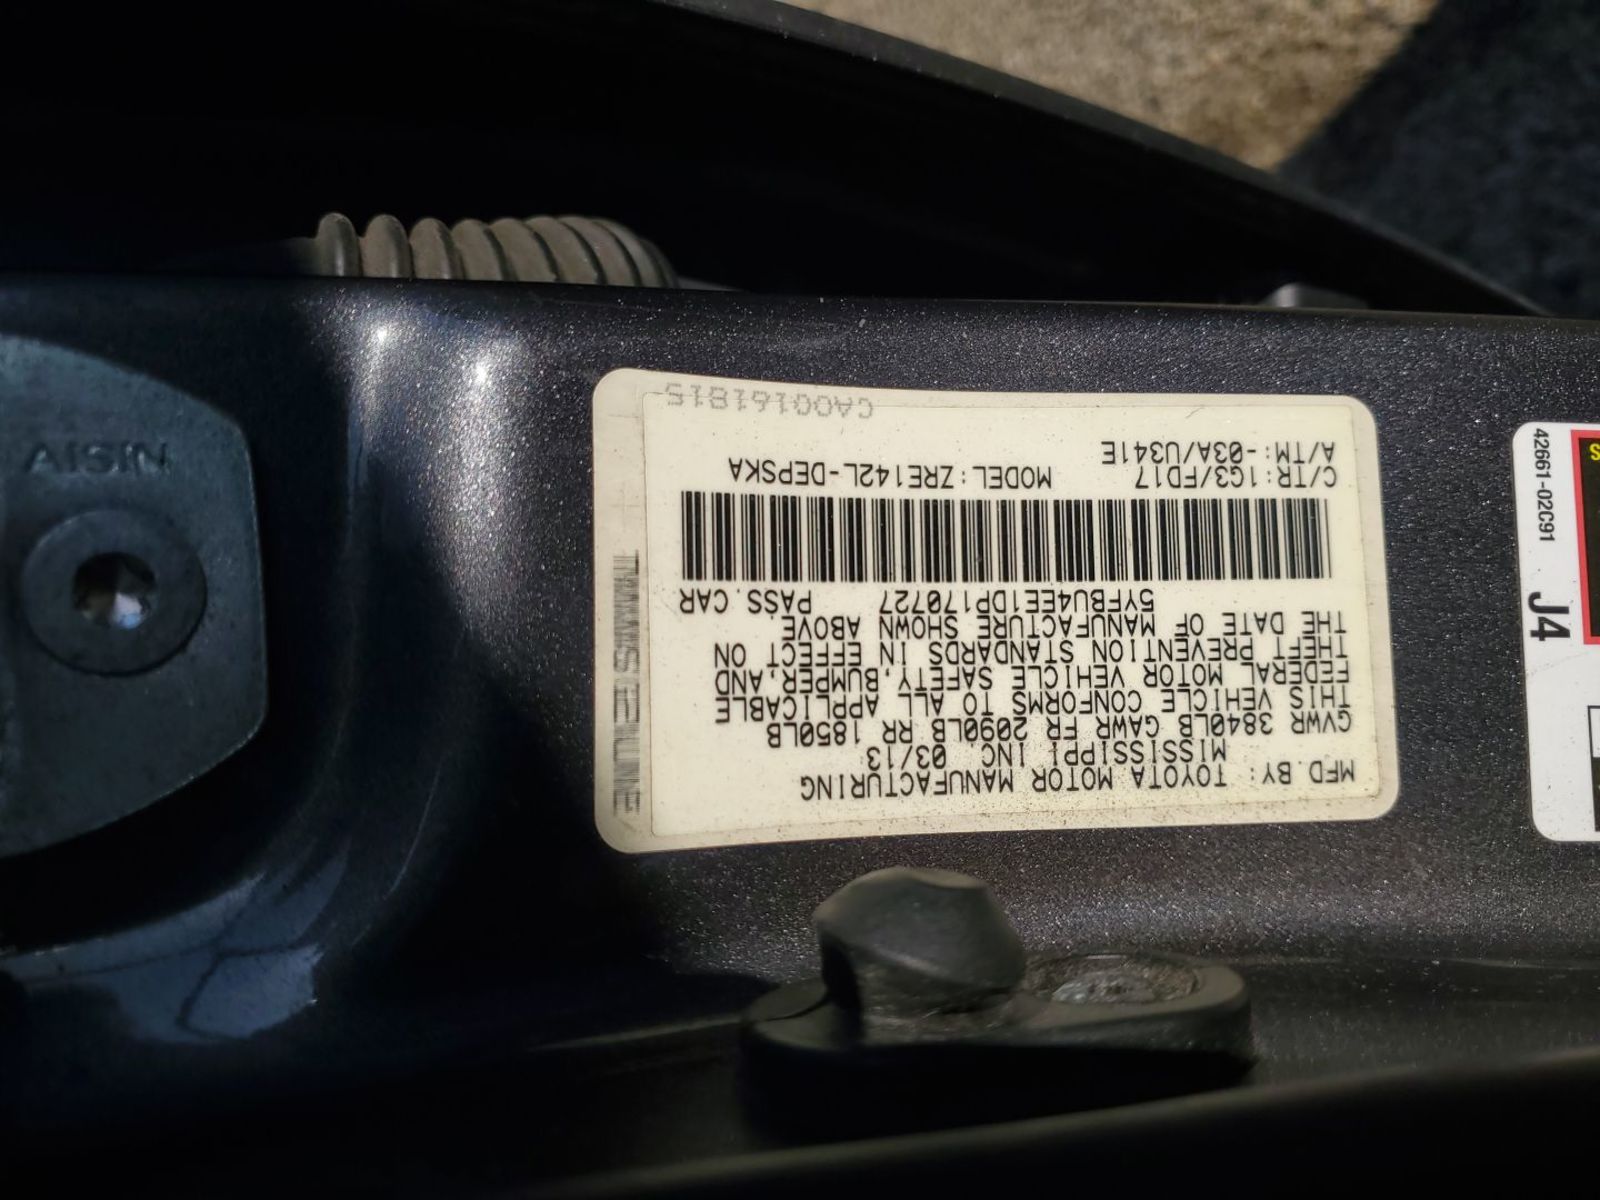 MFD.BY: TOYOTA MOTOR MANUFACTURING
MISSISSIPPI INC. 03/13
GVWR 3840LB GAWR FR 2090LB RR 1850LB
THIS VEHICLE CONFORMS TO ALL APPLICABLE
FEDERAL MOTOR VEHICLE SAFETY,BUMPER,AND
THEFT PREVENTION STANDARDS IN EFFECT ON
THE DATE OF MANUFACTURE SHOWN ABOVE.
5YFBU4EE1DP170727 PASS.CAR
C/TR:1G3/FD17 MODEL:ZRE142L-DEPSKA
A/TM:-03A/U341E
CA00161815
AISIN
42661-02C91
J4